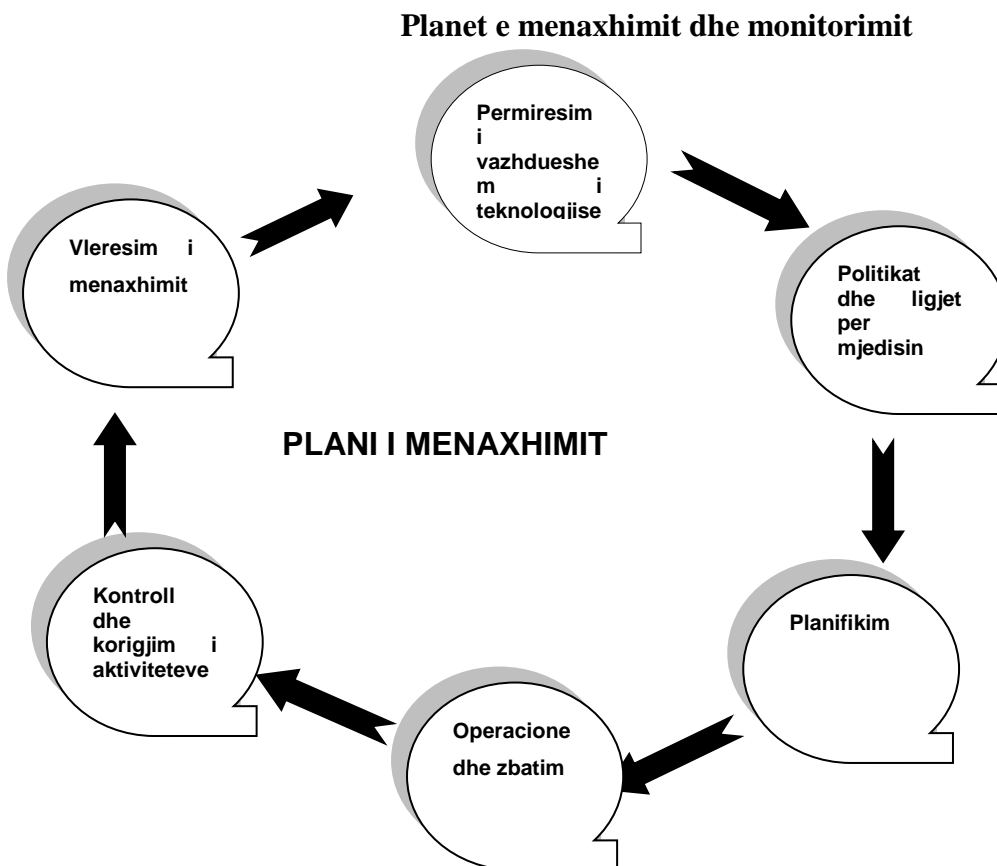 Planet e menaxhimit dhe monitorimit
Permiresim
i
vazhdueshe
m i
teknologjise
Vleresim i
menaxhimit
Politikat
dhe ligjet
per
mjedisin
PLANI I MENAXHIMIT
Kontroll
dhe
korigjim i
aktiviteteve
Planifikim
Operacione
dhe zbatim